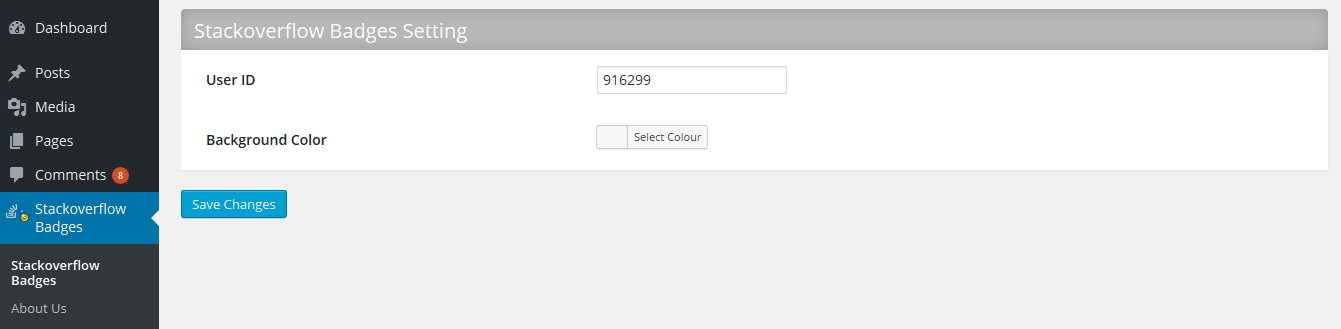 Dashboard
Posts
Media
Pages
Comments 8
Stackoverflow
Badges
Stackoverflow
Badges
About Us
Stackoverflow Badges Setting
User ID
916299
Background Color
Select Colour
Save Changes